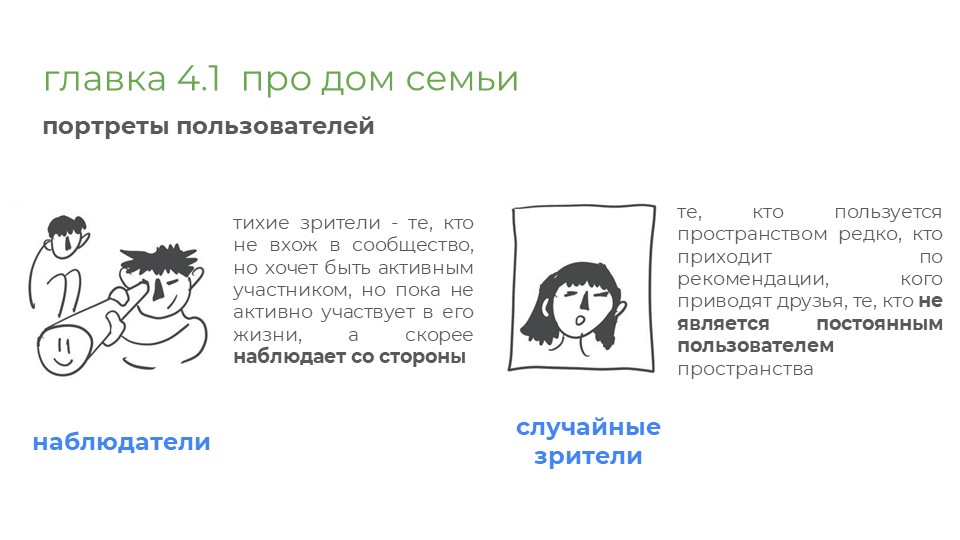 главка 4.1 про дом семьи
портреты пользователей
тихие зрители - те, кто
не вхож в сообщество,
но хочет быть активным
участником, но пока не
активно участвует в его
жизни, а скорее
наблюдает со стороны
наблюдатели
те, кто пользуется
пространством редко, кто
приходит по
рекомендации, кого
приводят друзья, те, кто не
является постоянным
пользователем
пространства
случайные
зрители